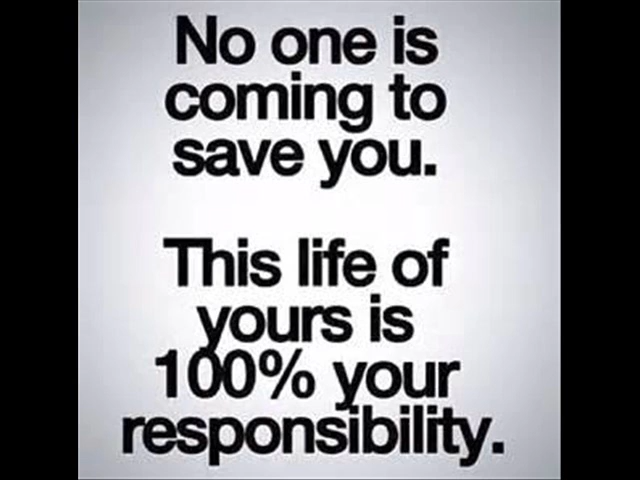 No one is
coming to
save you.
This life of
yours is
100% your
responsibility.